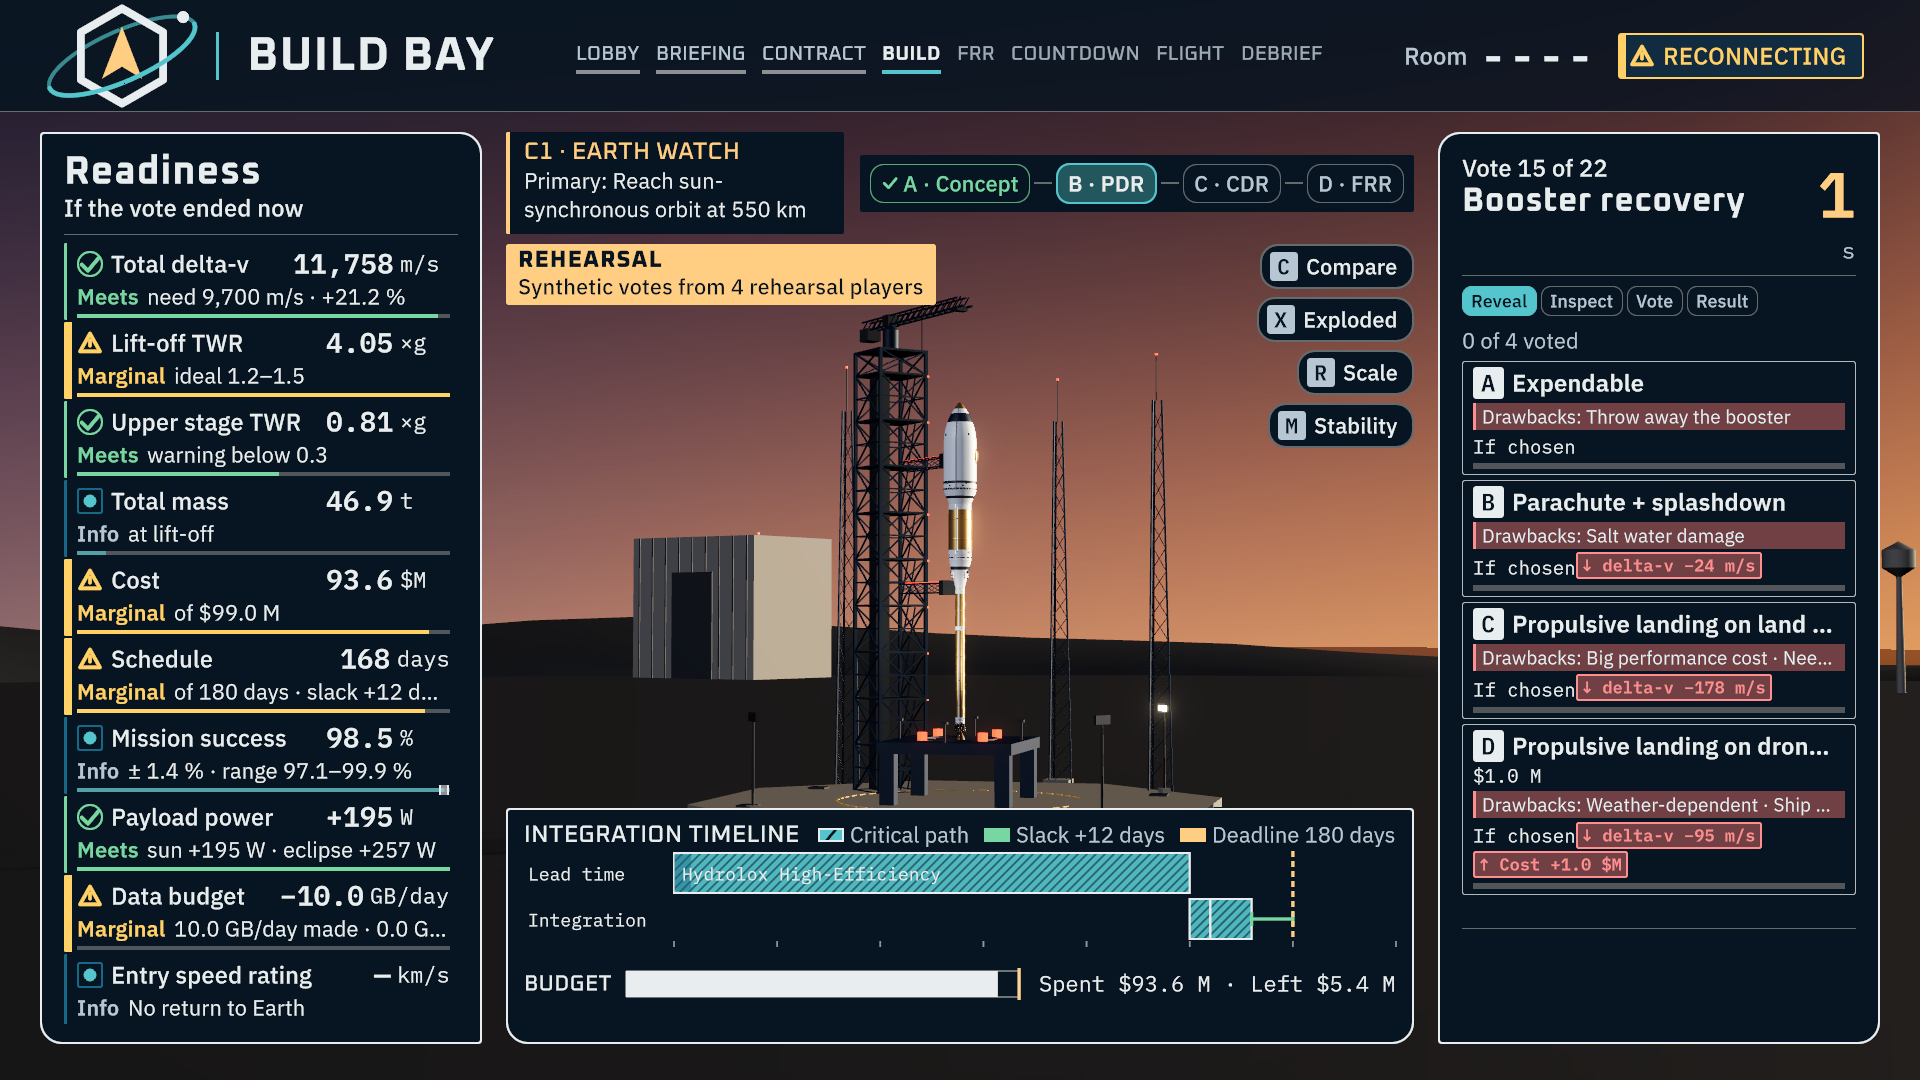 BUILD BAY
LOBBY BRIEFING CONTRACT BUILD FRR COUNTDOWN FLIGHT DEBRIEF
Room - - - -
RECONNECTING
Readiness
If the vote ended now
Total delta-v 11,758 m/s
Meets need 9,700 m/s · +21.2 %
Lift-off TWR 4.05 ×g
Marginal ideal 1.2–1.5
Upper stage TWR 0.81 ×g
Meets warning below 0.3
Total mass 46.9 t
Info at lift-off
Cost 93.6 $M
Marginal of $99.0 M
Schedule 168 days
Marginal of 180 days · slack +12 d...
Mission success 98.5 %
Info ± 1.4 % · range 97.1–99.9 %
Payload power +195 W
Meets sun +195 W · eclipse +257 W
Data budget −10.0 GB/day
Marginal 10.0 GB/day made · 0.0 G...
Entry speed rating — km/s
Info No return to Earth
C1 · EARTH WATCH
Primary: Reach sun-
synchronous orbit at 550 km
A · Concept B · PDR C · CDR D · FRR
REHEARSAL
Synthetic votes from 4 rehearsal players
C Compare
X Exploded
R Scale
M Stability
INTEGRATION TIMELINE Critical path Slack +12 days Deadline 180 days
Lead time Hydrolox High-Efficiency
Integration
BUDGET Spent $93.6 M · Left $5.4 M
Vote 15 of 22
Booster recovery
1
s
Reveal Inspect Vote Result
0 of 4 voted
A Expendable
Drawbacks: Throw away the booster
If chosen
B Parachute + splashdown
Drawbacks: Salt water damage
If chosen ↓ delta-v −24 m/s
C Propulsive landing on land ...
Drawbacks: Big performance cost · Nee...
If chosen ↓ delta-v −178 m/s
D Propulsive landing on dron...
$1.0 M
Drawbacks: Weather-dependent · Ship ...
If chosen ↓ delta-v −95 m/s
↑ Cost +1.0 $M